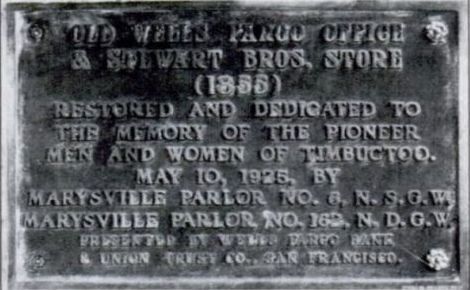 OLD WELLS FARGO OFFICE
& STEWART BROS. STORE
(1855)
RESTORED AND DEDICATED TO
THE MEMORY OF THE PIONEER
MEN AND WOMEN OF TIMBUCTOO.
MAY 10, 1925, BY
MARYSVILLE PARLOR NO. 6, N. S. G. W.
MARYSVILLE PARLOR, NO. 162, N. D. G. W.
PRESENTED BY WELLS FARGO BANK
& UNION TRUST CO., SAN FRANCISCO.